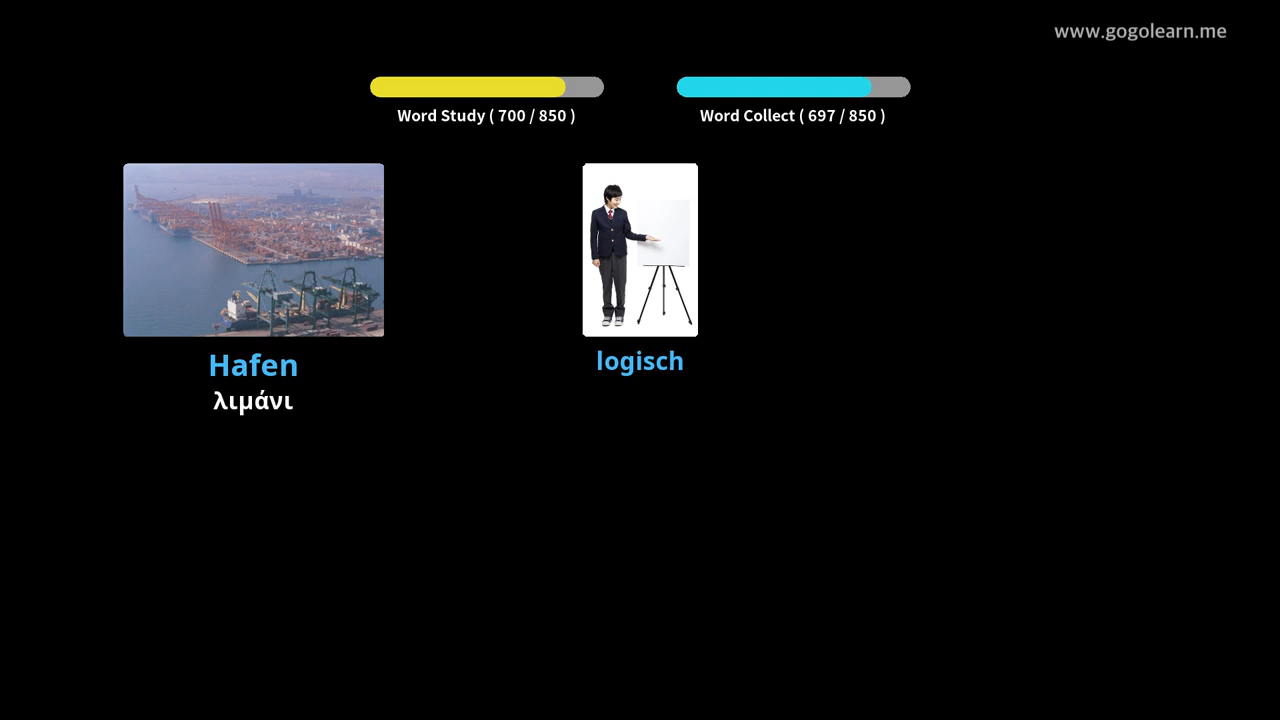 www.gogolearn.me
Word Study ( 700 / 850 )
Word Collect ( 697 / 850 )
Hafen
λιμάνι
logisch